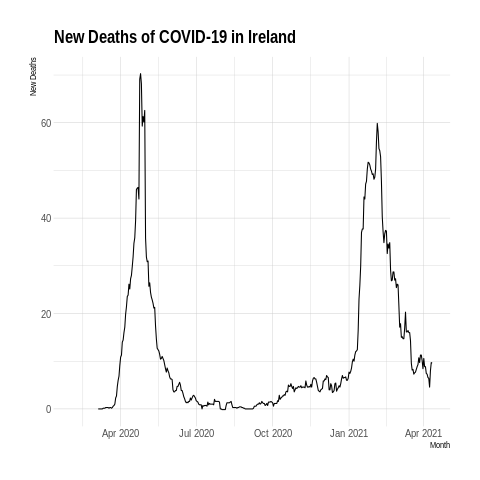 New Deaths of COVID-19 in Ireland
New Deaths
60
40
20
0
Apr 2020 Jul 2020 Oct 2020 Jan 2021 Apr 2021
Month